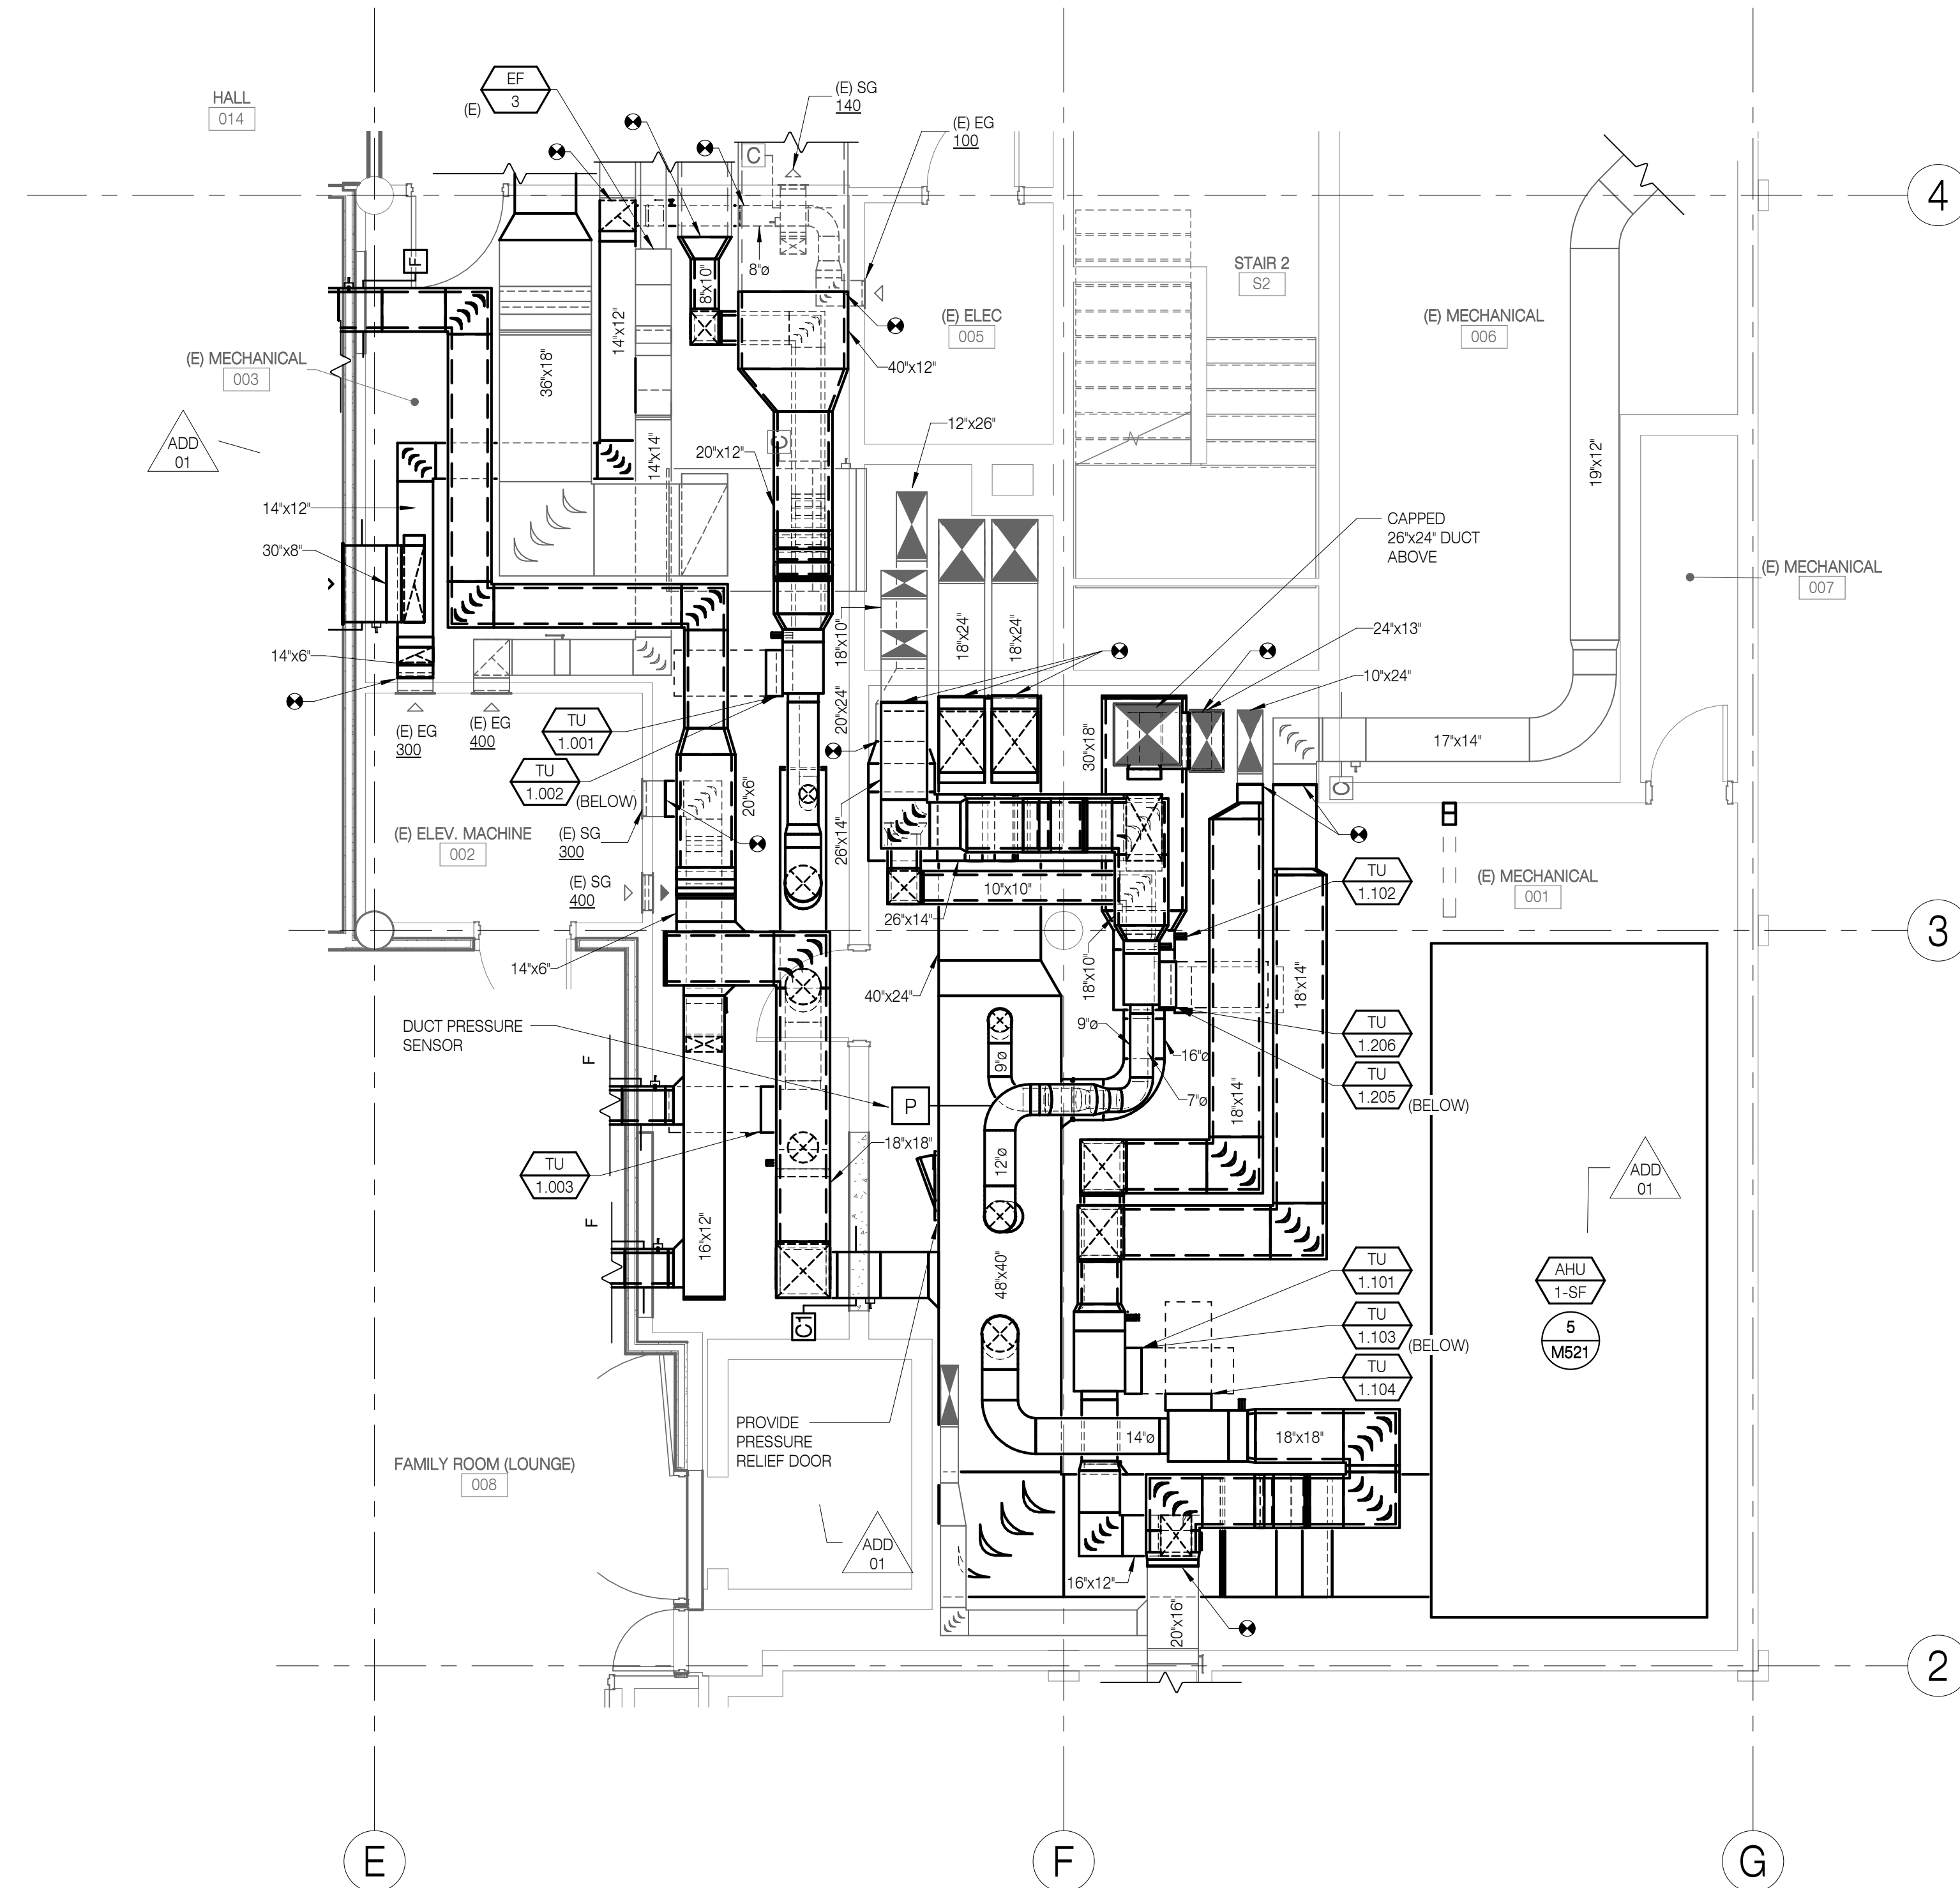 HALL
014
EF
3
(E)
(E) SG
140
(E) EG
100
C
4
F
8"x10"
8"ø
STAIR 2
S2
(E) ELEC
005
(E) MECHANICAL
006
(E) MECHANICAL
003
14"x12"
36"x18"
40"x12"
ADD
01
C
14"x14"
20"x12"
12"x26"
19"x12"
14"x12"
30"x8"
CAPPED
26"x24" DUCT
ABOVE
(E) MECHANICAL
007
14"x6"
18"x10"
18"x24"
18"x24"
24"x13"
10"x24"
(E) EG
300
(E) EG
400
TU
1.001
20"x24"
30"x18"
17"x14"
TU
1.002
(BELOW)
20"x6"
C
(E) ELEV. MACHINE
002
(E) SG
300
26"x14"
(E) SG
400
10"x10"
26"x14"
TU
1.102
(E) MECHANICAL
001
3
14"x6"
40"x24"
18"x10"
18"x14"
DUCT PRESSURE
SENSOR
F
9"ø
9"ø
16"ø
7"ø
TU
1.206
TU
1.205
(BELOW)
P
18"x14"
12"ø
18"x18"
TU
1.003
ADD
01
F
16"x12"
48"x40"
C1
TU
1.101
TU
1.103
(BELOW)
TU
1.104
AHU
1-SF
5
M521
PROVIDE
PRESSURE
RELIEF DOOR
14"ø
18"x18"
FAMILY ROOM (LOUNGE)
008
ADD
01
16"x12"
20"x16"
2
E
F
G